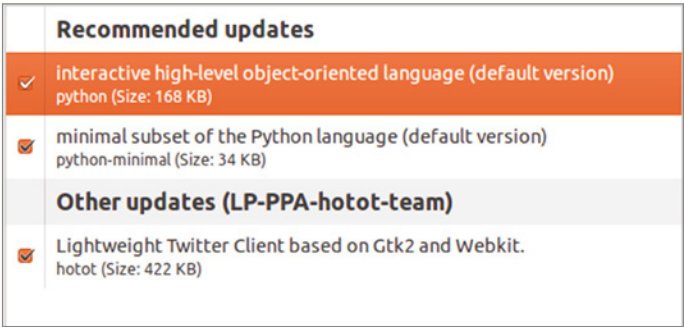 Recommended updates
interactive high-level object-oriented language (default version)
python (Size: 168 KB)
minimal subset of the Python language (default version)
python-minimal (Size: 34 KB)
Other updates (LP-PPA-hotot-team)
Lightweight Twitter Client based on Gtk2 and Webkit.
hotot (Size: 422 KB)